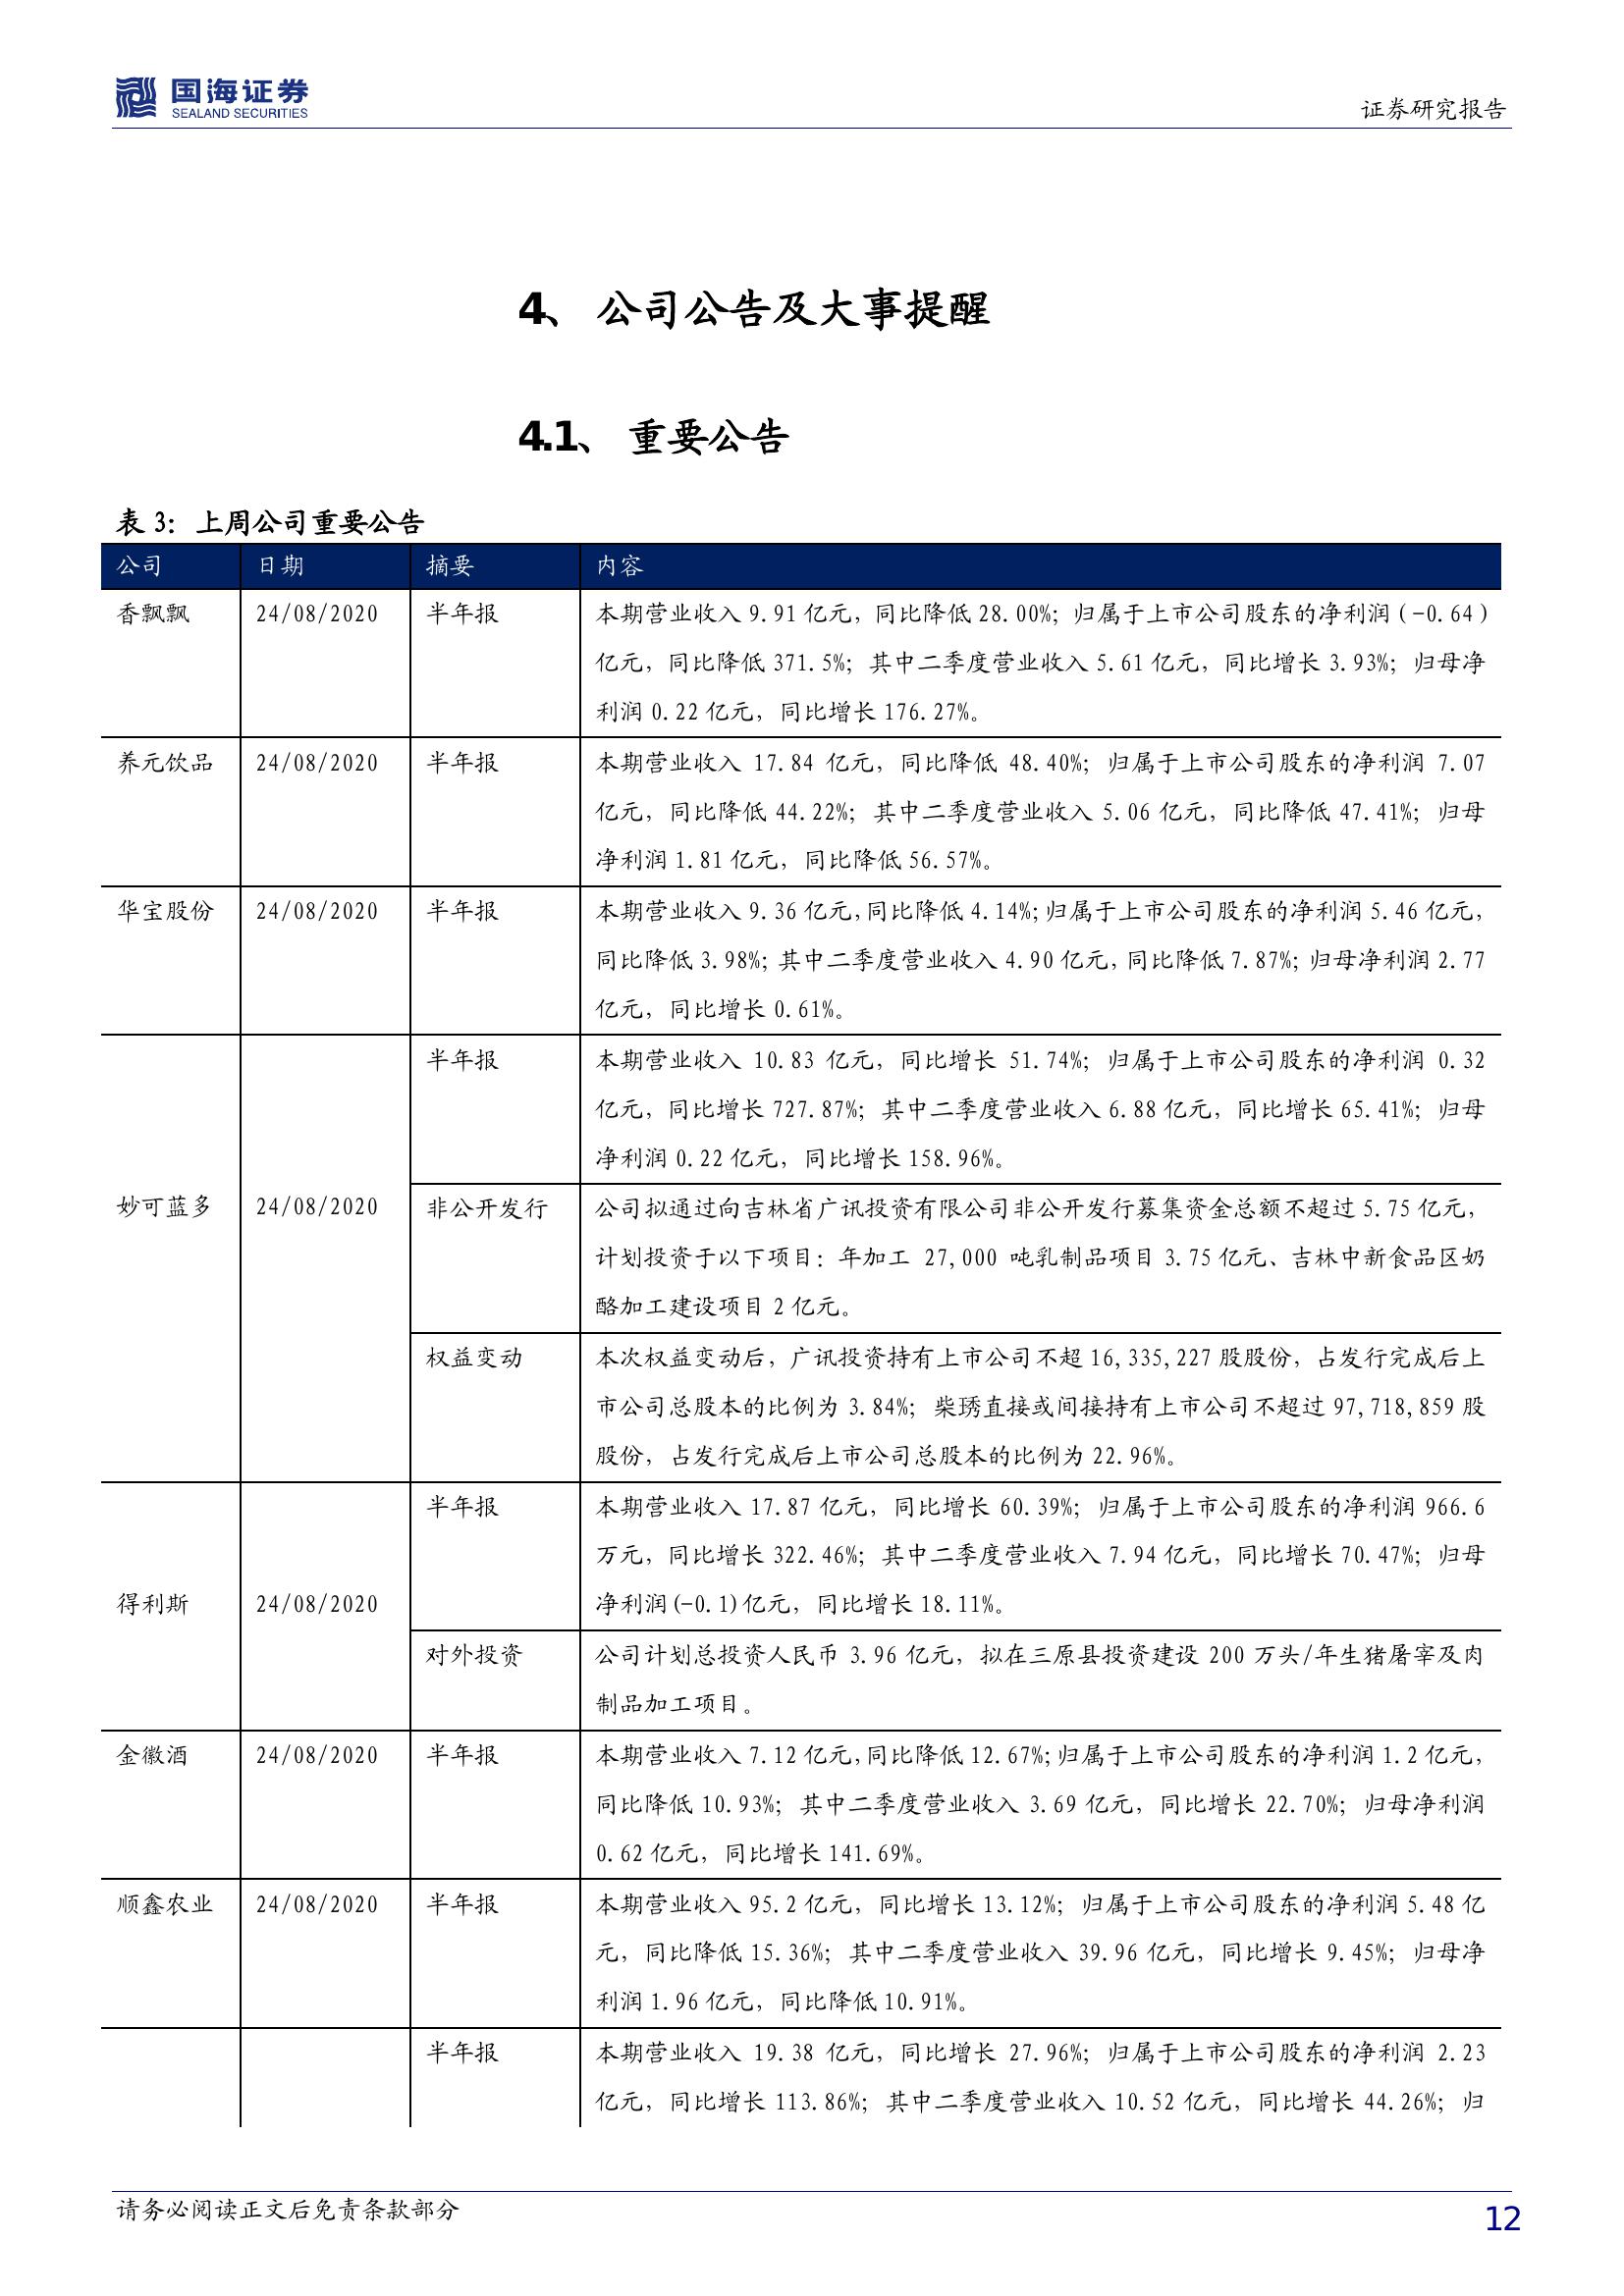 国海证券
SEALAND SECURITIES
证券研究报告
4、 公司公告及大事提醒
4.1、 重要公告
表 3：上周公司重要公告
公司 日期 摘要 内容
香飘飘 24/08/2020 半年报 本期营业收入 9.91 亿元，同比降低 28.00%；归属于上市公司股东的净利润（-0.64）
亿元，同比降低 371.5%；其中二季度营业收入 5.61 亿元，同比增长 3.93%；归母净
利润 0.22 亿元，同比增长 176.27%。
养元饮品 24/08/2020 半年报 本期营业收入 17.84 亿元，同比降低 48.40%；归属于上市公司股东的净利润 7.07
亿元，同比降低 44.22%；其中二季度营业收入 5.06 亿元，同比降低 47.41%；归母
净利润 1.81 亿元，同比降低 56.57%。
华宝股份 24/08/2020 半年报 本期营业收入 9.36 亿元，同比降低 4.14%；归属于上市公司股东的净利润 5.46 亿元，
同比降低 3.98%；其中二季度营业收入 4.90 亿元，同比降低 7.87%；归母净利润 2.77
亿元，同比增长 0.61%。
半年报 本期营业收入 10.83 亿元，同比增长 51.74%；归属于上市公司股东的净利润 0.32
亿元，同比增长 727.87%；其中二季度营业收入 6.88 亿元，同比增长 65.41%；归母
净利润 0.22 亿元，同比增长 158.96%。
妙可蓝多 24/08/2020 非公开发行 公司拟通过向吉林省广讯投资有限公司非公开发行募集资金总额不超过 5.75 亿元，
计划投资于以下项目：年加工 27,000 吨乳制品项目 3.75 亿元、吉林中新食品区奶
酪加工建设项目 2 亿元。
权益变动 本次权益变动后，广讯投资持有上市公司不超 16,335,227 股股份，占发行完成后上
市公司总股本的比例为 3.84%；柴琇直接或间接持有上市公司不超过 97,718,859 股
股份，占发行完成后上市公司总股本的比例为 22.96%。
半年报 本期营业收入 17.87 亿元，同比增长 60.39%；归属于上市公司股东的净利润 966.6
万元，同比增长 322.46%；其中二季度营业收入 7.94 亿元，同比增长 70.47%；归母
得利斯 24/08/2020 净利润(-0.1)亿元，同比增长 18.11%。
对外投资 公司计划总投资人民币 3.96 亿元，拟在三原县投资建设 200 万头/年生猪屠宰及肉
制品加工项目。
金徽酒 24/08/2020 半年报 本期营业收入 7.12 亿元，同比降低 12.67%；归属于上市公司股东的净利润 1.2 亿元，
同比降低 10.93%；其中二季度营业收入 3.69 亿元，同比增长 22.70%；归母净利润
0.62 亿元，同比增长 141.69%。
顺鑫农业 24/08/2020 半年报 本期营业收入 95.2 亿元，同比增长 13.12%；归属于上市公司股东的净利润 5.48 亿
元，同比降低 15.36%；其中二季度营业收入 39.96 亿元，同比增长 9.45%；归母净
利润 1.96 亿元，同比降低 10.91%。
半年报 本期营业收入 19.38 亿元，同比增长 27.96%；归属于上市公司股东的净利润 2.23
亿元，同比增长 113.86%；其中二季度营业收入 10.52 亿元，同比增长 44.26%；归
请务必阅读正文后免责条款部分
12